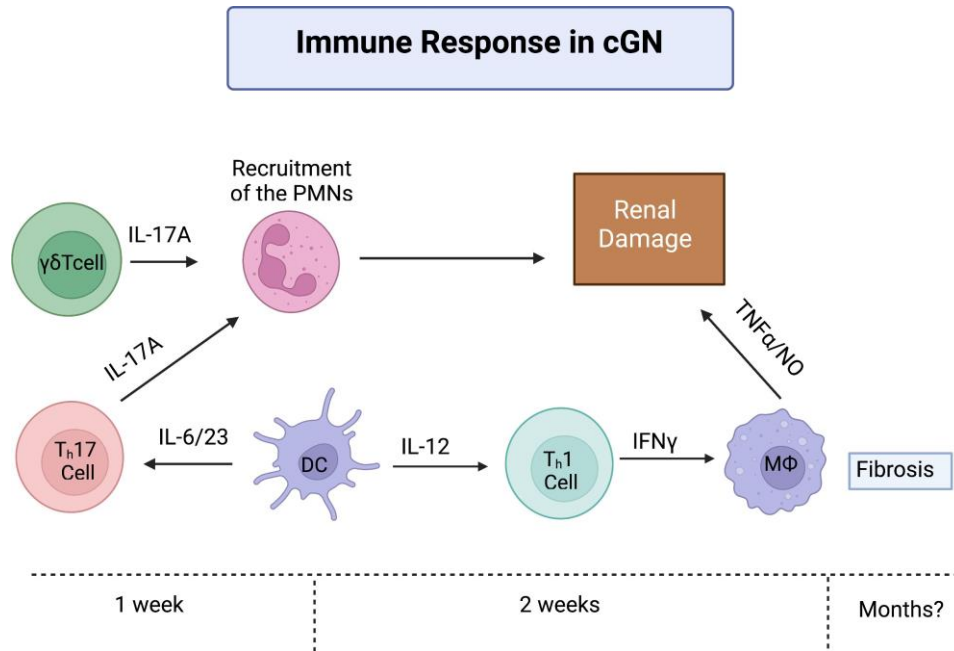 Immune Response in cGN
Recruitment
of the PMNs
Renal
Damage
γδTcell
IL-17A
IL-17A
TNFα/NO
Th17
Cell
IL-6/23
DC
IL-12
Th1
Cell
IFNγ
MΦ
Fibrosis
1 week
2 weeks
Months?